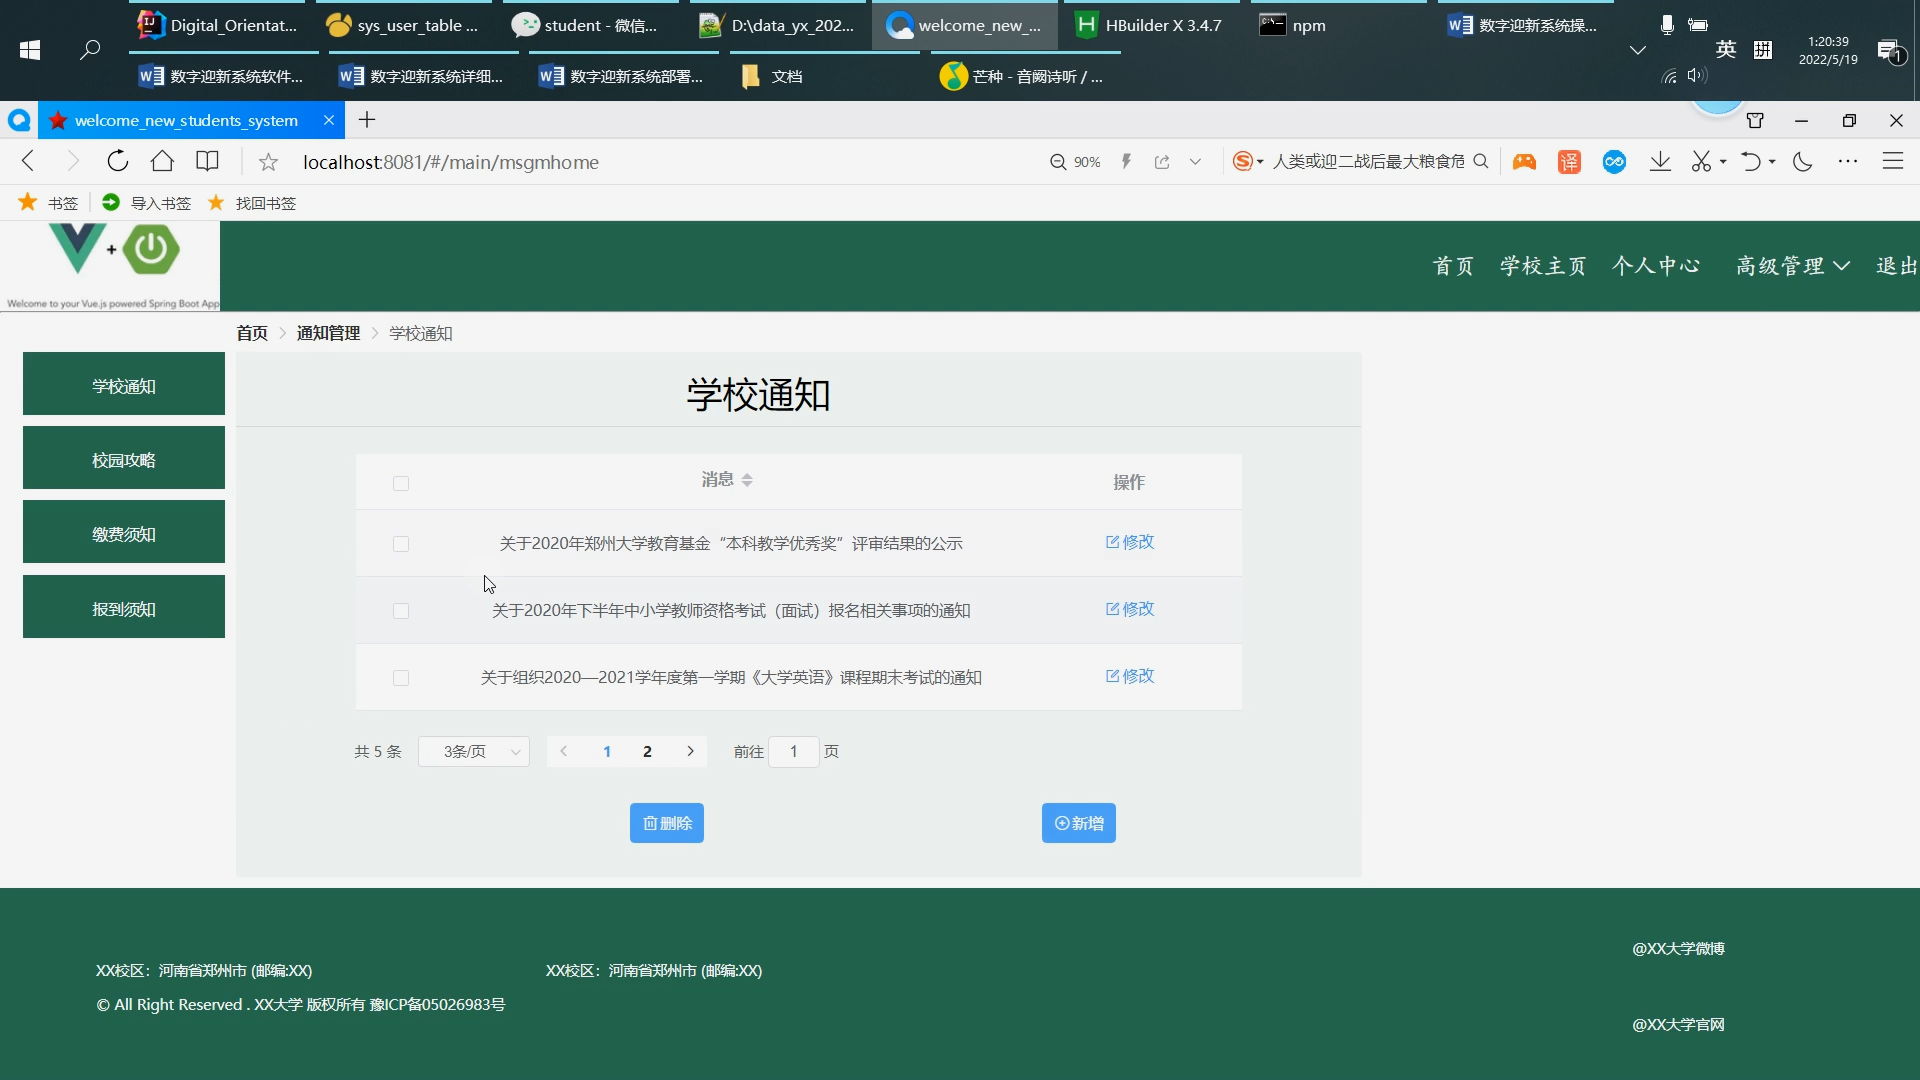 Digital_Orientat...
sys_user_table ...
student - 微信...
D:\data_yx_202...
welcome_new_...
HBuilder X 3.4.7
npm
数字迎新系统操...
英
拼
1:20:39
2022/5/19
1
数字迎新系统软件...
数字迎新系统详细...
数字迎新系统部署...
文档
芒种 - 音阙诗听 / ...
welcome_new_students_system
localhost:8081/#/main/msgmhome
90%
人类或迎二战后最大粮食危
译
书签
导入书签
找回书签
Welcome to your Vue.js powered Spring Boot App
首页
学校主页
个人中心
高级管理
退出
首页 > 通知管理 > 学校通知
学校通知
校园攻略
缴费须知
报到须知
学校通知
消息
操作
关于2020年郑州大学教育基金“本科教学优秀奖”评审结果的公示
修改
关于2020年下半年中小学教师资格考试（面试）报名相关事项的通知
修改
关于组织2020—2021学年度第一学期《大学英语》课程期末考试的通知
修改
共 5 条
3条/页
1
2
前往 1 页
删除
新增
XX校区：河南省郑州市 (邮编:XX)
XX校区：河南省郑州市 (邮编:XX)
© All Right Reserved . XX大学 版权所有 豫ICP备05026983号
@XX大学微博
@XX大学官网